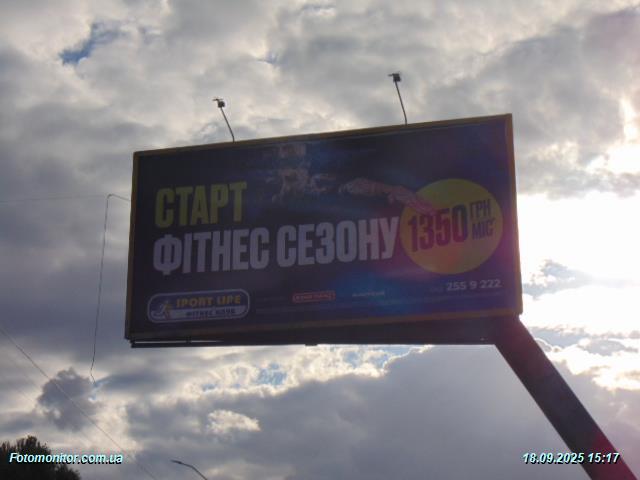 СТАРТ
ФІТНЕС СЕЗОНУ
1350 ГРН
МІС*
SPORT LIFE
ФІТНЕС КЛУБ
255 9 222
Fotomonitor.com.ua
18.09.2025 15:17